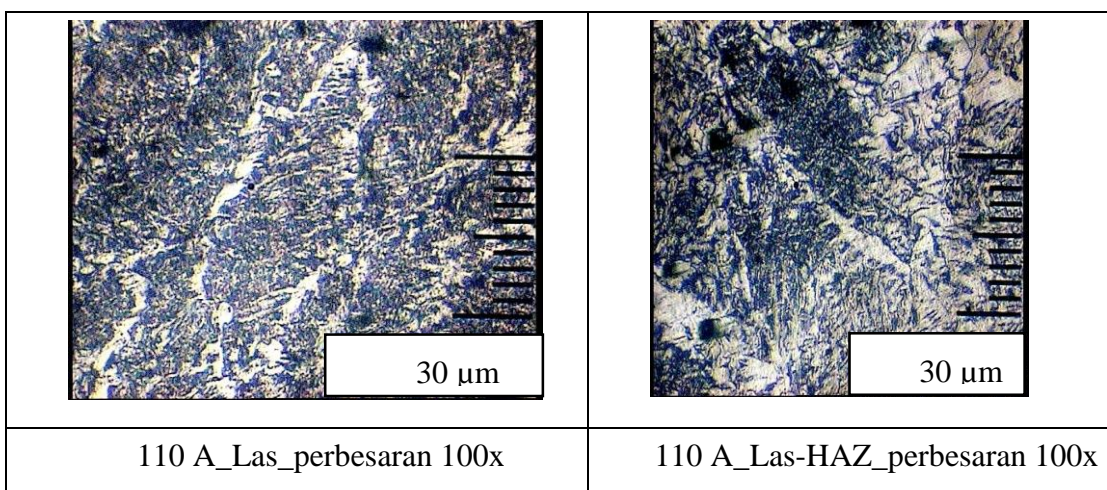 30 µm
30 µm
110 A_Las_perbesaran 100x
110 A_Las-HAZ_perbesaran 100x